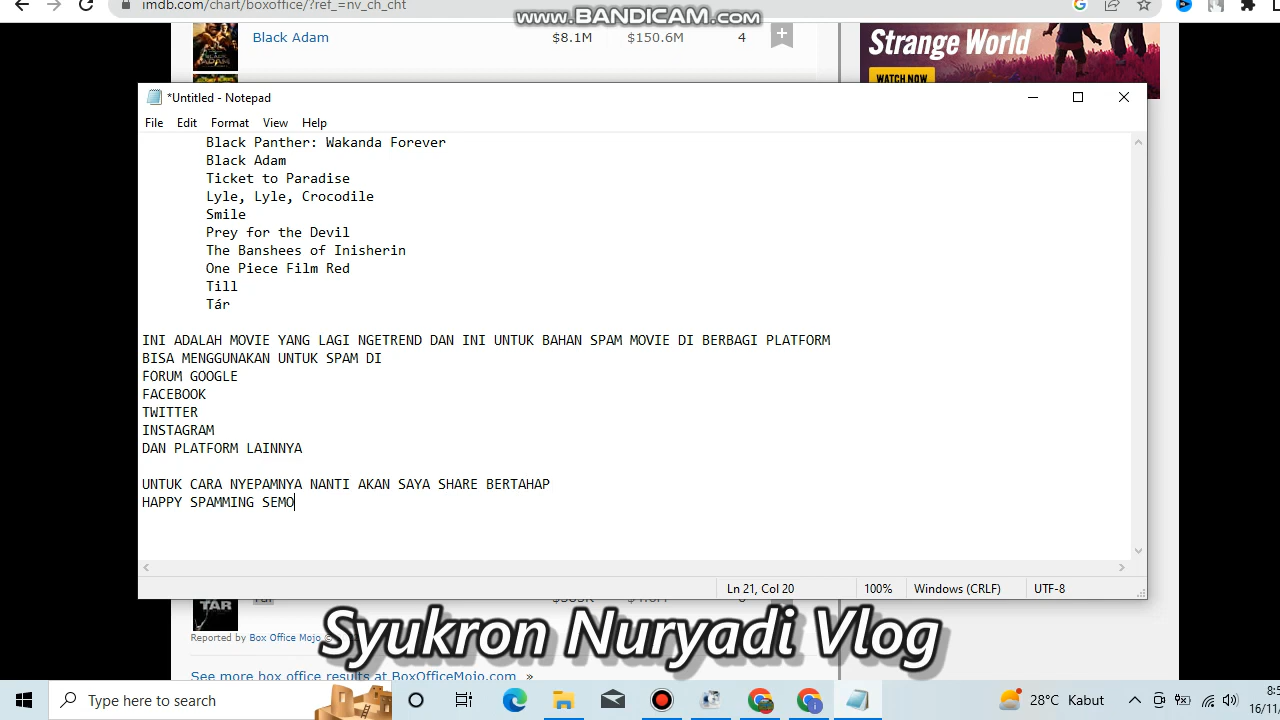 imdb.com/chart/boxoffice/?ref_=nv_ch_cht
www.BANDICAM.com
Black Adam $8.1M $150.6M 4
Strange World
WATCH NOW
*Untitled - Notepad
File Edit Format View Help
Black Panther: Wakanda Forever
Black Adam
Ticket to Paradise
Lyle, Lyle, Crocodile
Smile
Prey for the Devil
The Banshees of Inisherin
One Piece Film Red
Till
Tár
INI ADALAH MOVIE YANG LAGI NGETREND DAN INI UNTUK BAHAN SPAM MOVIE DI BERBAGI PLATFORM
BISA MENGGUNAKAN UNTUK SPAM DI
FORUM GOOGLE
FACEBOOK
TWITTER
INSTAGRAM
DAN PLATFORM LAINNYA
UNTUK CARA NYEPAMNYA NANTI AKAN SAYA SHARE BERTAHAP
HAPPY SPAMMING SEMO
Ln 21, Col 20 100% Windows (CRLF) UTF-8
TÁR
Reported by Box Office Mojo ©
Syukron Nuryadi Vlog
See more box office results at BoxOfficeMojo.com »
Type here to search
28°C Kabut
8:5
16/11